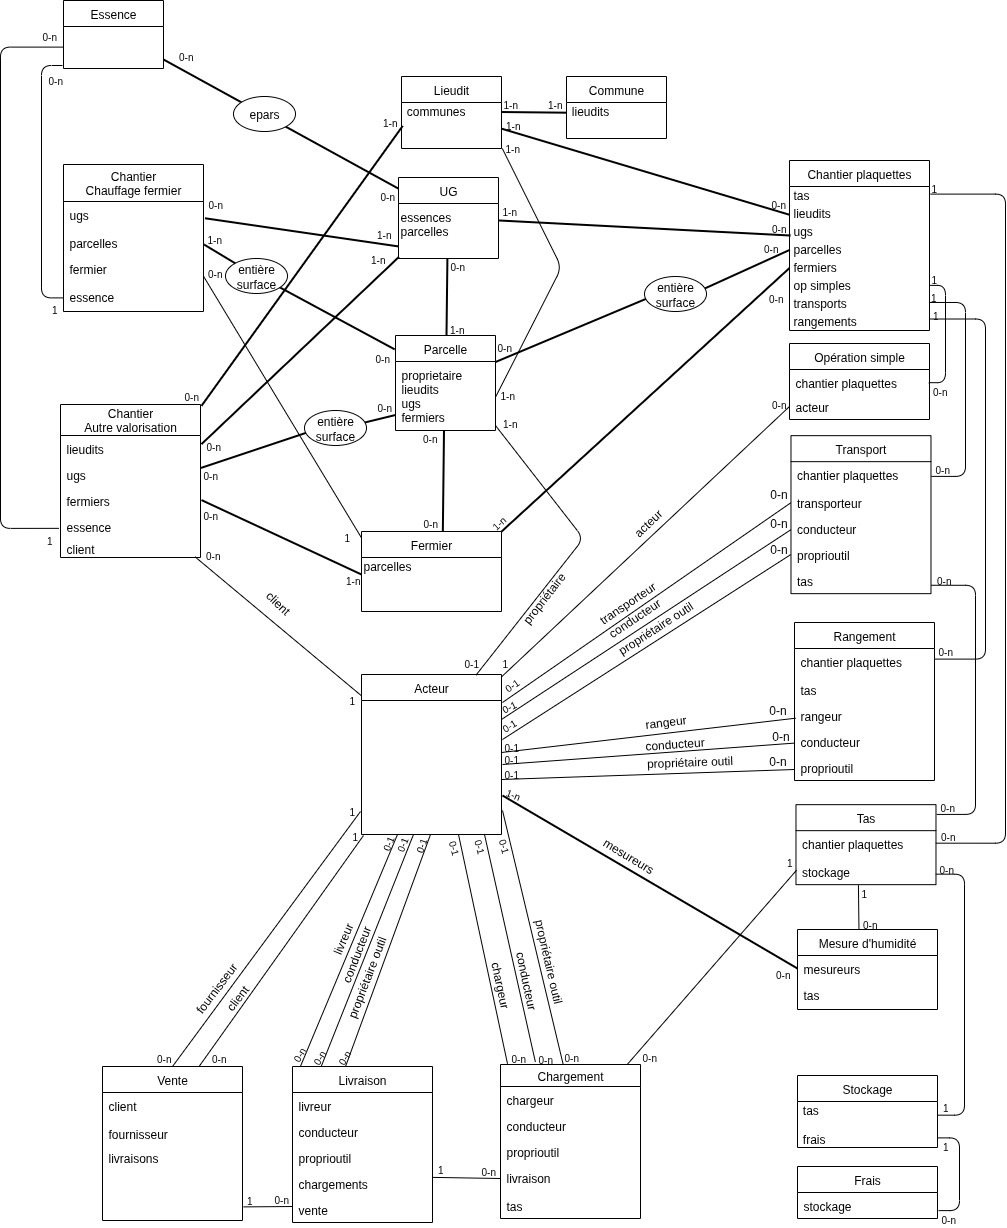 Essence
0-n
0-n
0-n
epars
0-n
Lieudit
communes
1-n
1-n
1-n
1-n
Commune
lieudits
1-n
Chantier
Chauffage fermier
ugs
parcelles
fermier
essence
0-n
1-n
0-n
1
entière
surface
UG
essences
parcelles
1-n
1-n
1-n
0-n
Chantier plaquettes
tas
lieudits
ugs
parcelles
fermiers
op simples
transports
rangements
0-n
0-n
0-n
0-n
1
1
1
1
entière
surface
Parcelle
proprietaire
lieudits
ugs
fermiers
1-n
0-n
0-n
0-n
1-n
1-n
0-n
entière
surface
Opération simple
chantier plaquettes
acteur
0-n
0-n
Chantier
Autre valorisation
lieudits
ugs
fermiers
essence
client
0-n
0-n
0-n
0-n
0-n
1
Transport
chantier plaquettes
transporteur
conducteur
proprioutil
tas
0-n
0-n
0-n
0-n
0-n
Fermier
parcelles
0-n
1-n
1
1-n
client
propriétaire
acteur
transporteur
conducteur
propriétaire outil
Rangement
chantier plaquettes
tas
rangeur
conducteur
proprioutil
0-n
0-n
0-n
0-n
Acteur
0-1
1
1
0-1
0-1
0-1
0-1
0-1
0-1
1-n
rangeur
conducteur
propriétaire outil
mesureurs
1
1
0-1
0-1
0-1
0-1
0-1
0-1
Tas
chantier plaquettes
stockage
0-n
0-n
0-n
1
1
0-n
Mesure d'humidité
mesureurs
tas
0-n
fournisseur
client
livreur
conducteur
propriétaire outil
chargeur
conducteur
propriétaire outil
0-n
0-n
0-n
0-n
0-n
0-n
0-n
0-n
0-n
Vente
client
fournisseur
livraisons
1
0-n
Livraison
livreur
conducteur
proprioutil
chargements
vente
1
0-n
Chargement
chargeur
conducteur
proprioutil
livraison
tas
Stockage
tas
frais
1
1
Frais
stockage
0-n